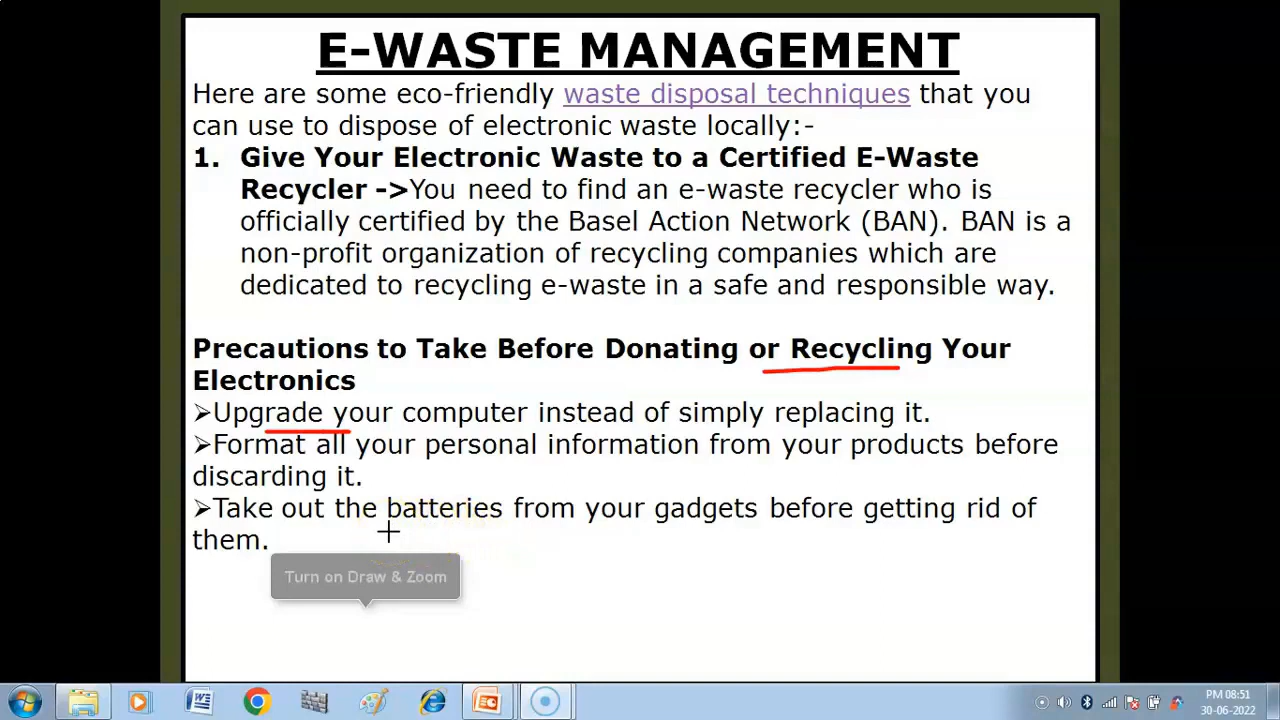 E-WASTE MANAGEMENT
Here are some eco-friendly waste disposal techniques that you
can use to dispose of electronic waste locally:-
1. Give Your Electronic Waste to a Certified E-Waste
Recycler ->You need to find an e-waste recycler who is
officially certified by the Basel Action Network (BAN). BAN is a
non-profit organization of recycling companies which are
dedicated to recycling e-waste in a safe and responsible way.
Precautions to Take Before Donating or Recycling Your
Electronics
➢Upgrade your computer instead of simply replacing it.
➢Format all your personal information from your products before
discarding it.
➢Take out the batteries from your gadgets before getting rid of
them.
Turn on Draw & Zoom
PM 08:51
30-06-2022